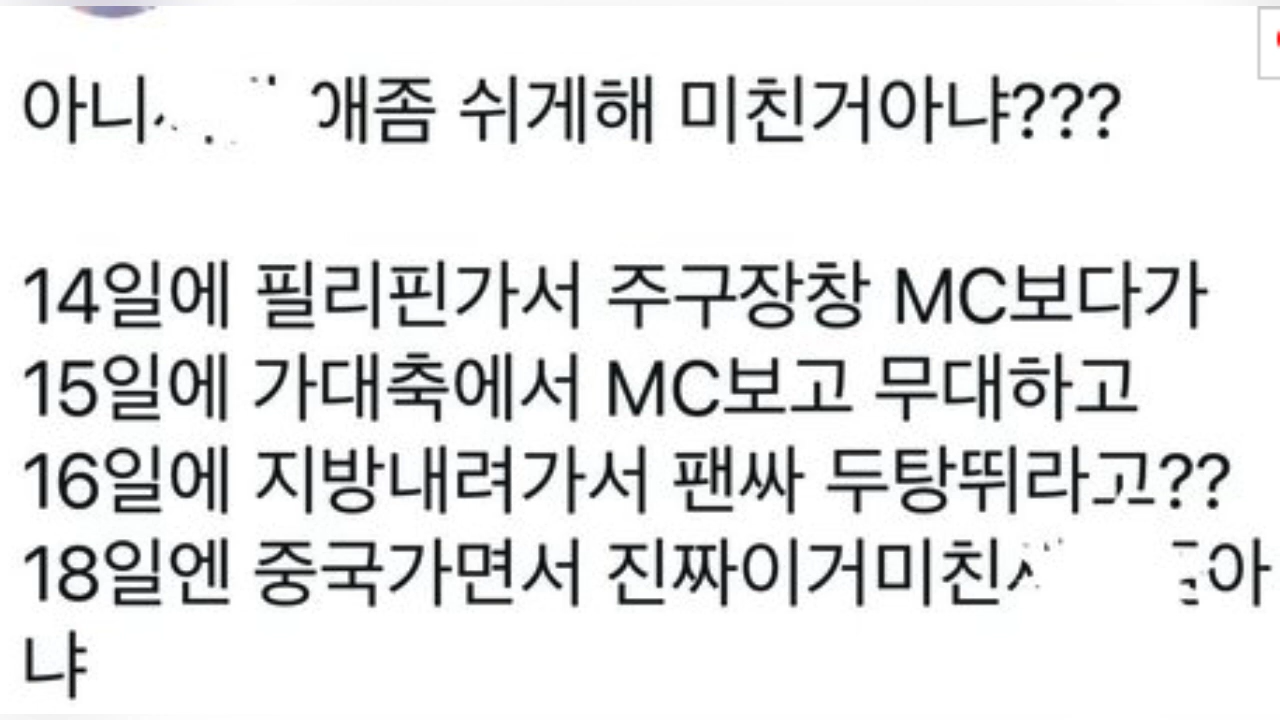 아니 애좀 쉬게해 미친거아냐???
14일에 필리핀가서 주구장창 MC보다가
15일에 가대축에서 MC보고 무대하고
16일에 지방내려가서 팬싸 두탕뛰라고??
18일엔 중국가면서 진짜이거미친 아
냐